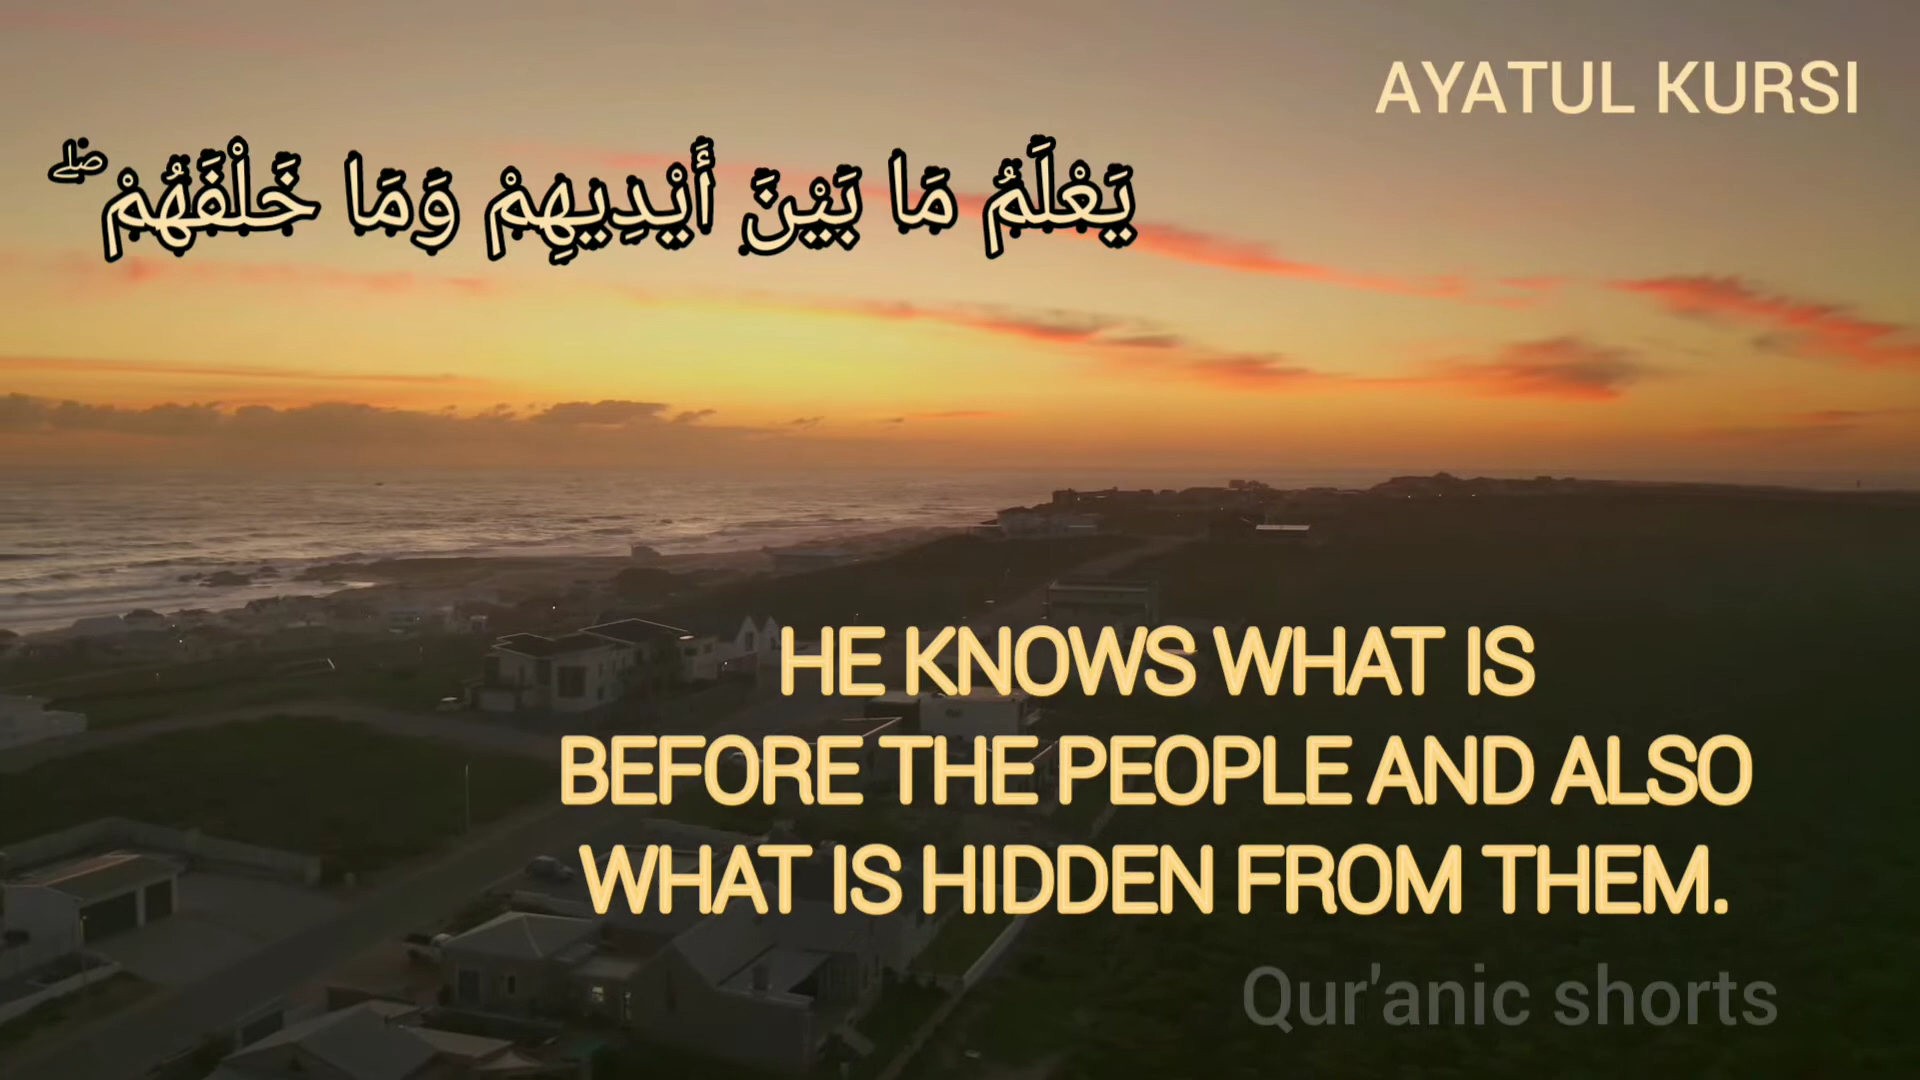 AYATUL KURSI
يَعْلَمُ مَا بَيْنَ أَيْدِيهِمْ وَمَا خَلْفَهُمْ ۖ
HE KNOWS WHAT IS
BEFORE THE PEOPLE AND ALSO
WHAT IS HIDDEN FROM THEM.
Qur'anic shorts